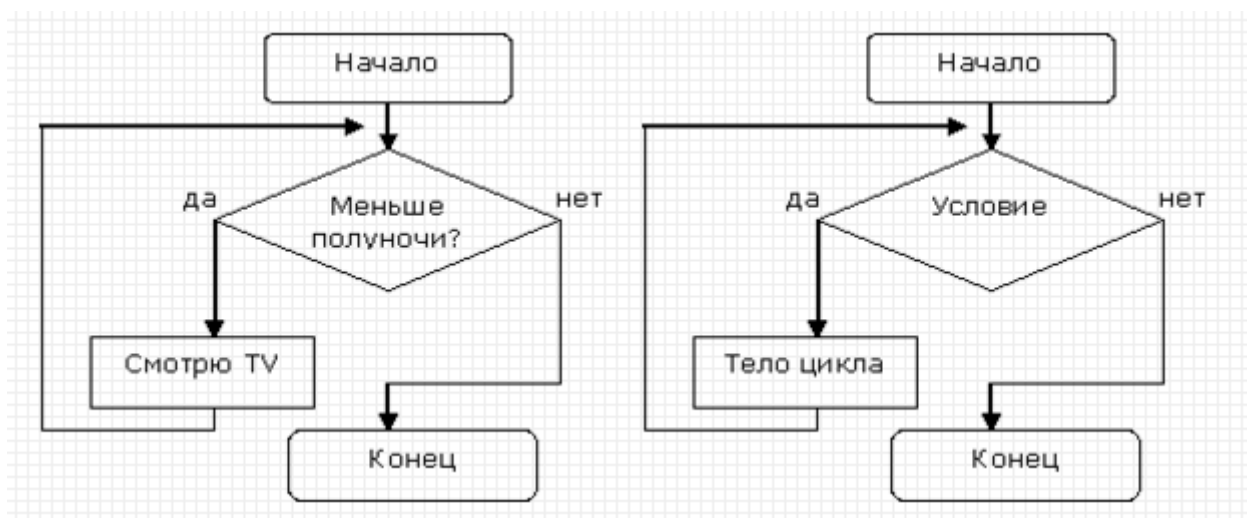 Начало
да
Меньше
полуночи?
нет
Смотрю TV
Конец
Начало
да
Условие
нет
Тело цикла
Конец